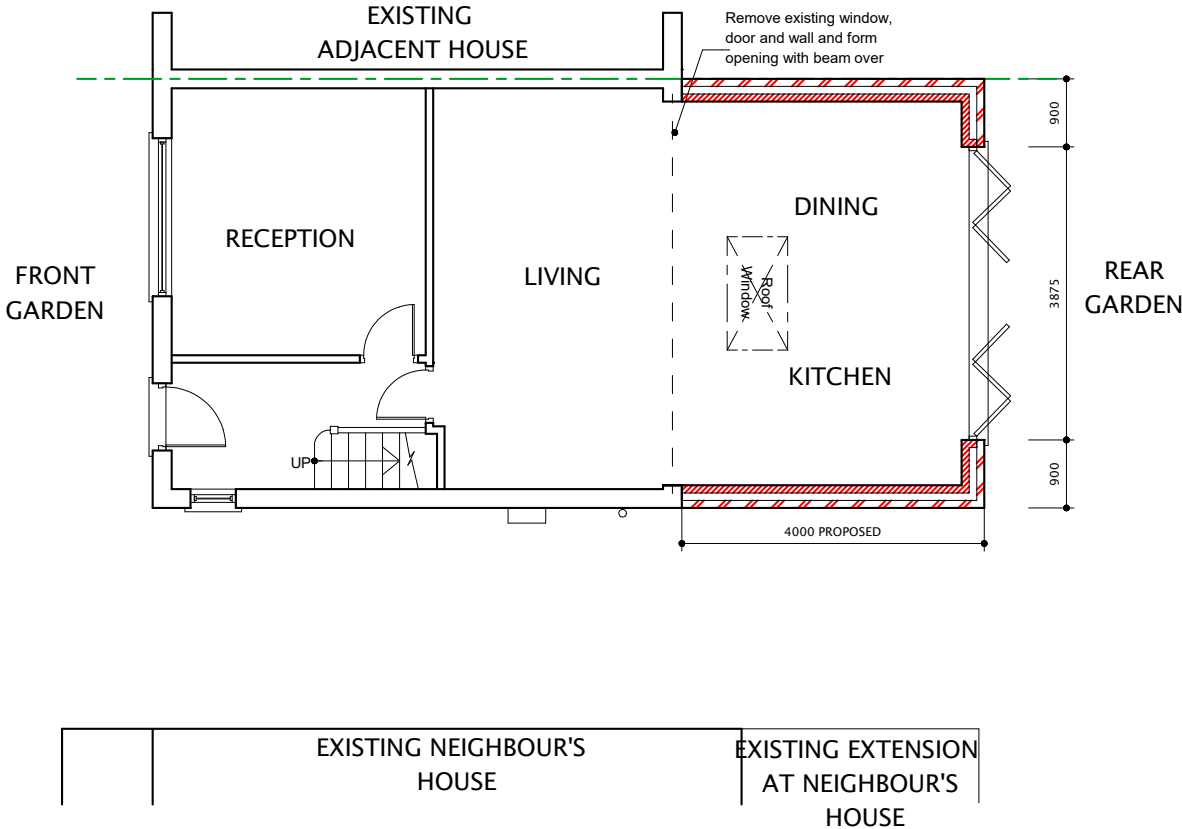 EXISTING
ADJACENT HOUSE
Remove existing window,
door and wall and form
opening with beam over
900
DINING
RECEPTION
LIVING
FRONT
GARDEN
Roof
Window
3875
REAR
GARDEN
KITCHEN
UP
900
4000 PROPOSED
EXISTING NEIGHBOUR'S
HOUSE
EXISTING EXTENSION
AT NEIGHBOUR'S
HOUSE